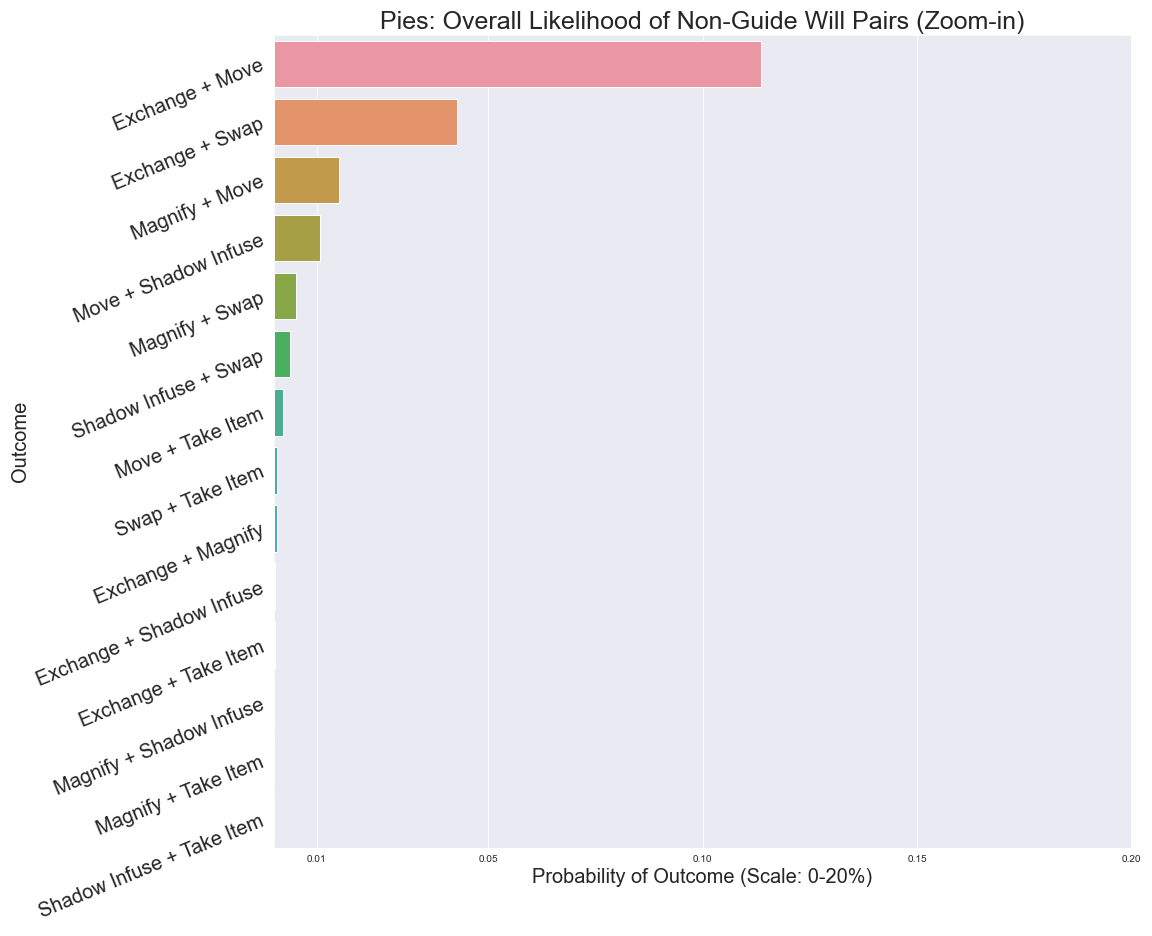 Pies: Overall Likelihood of Non-Guide Will Pairs (Zoom-in)
Outcome
Exchange + Move
Exchange + Swap
Magnify + Move
Move + Shadow Infuse
Magnify + Swap
Shadow Infuse + Swap
Move + Take Item
Swap + Take Item
Exchange + Magnify
Exchange + Shadow Infuse
Exchange + Take Item
Magnify + Shadow Infuse
Magnify + Take Item
Shadow Infuse + Take Item
0.01 0.05 0.10 0.15 0.20
Probability of Outcome (Scale: 0-20%)